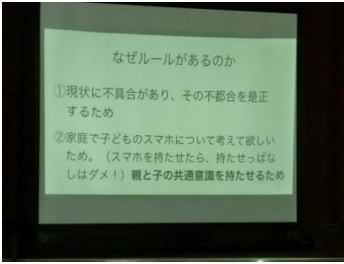 なぜルールがあるのか
①現状に不具合があり、その不都合を是正
するため
②家庭で子どものスマホについて考えて欲しい
ため。（スマホを持たせたら、持たせっぱな
しはダメ！）親と子の共通意識を持たせるため